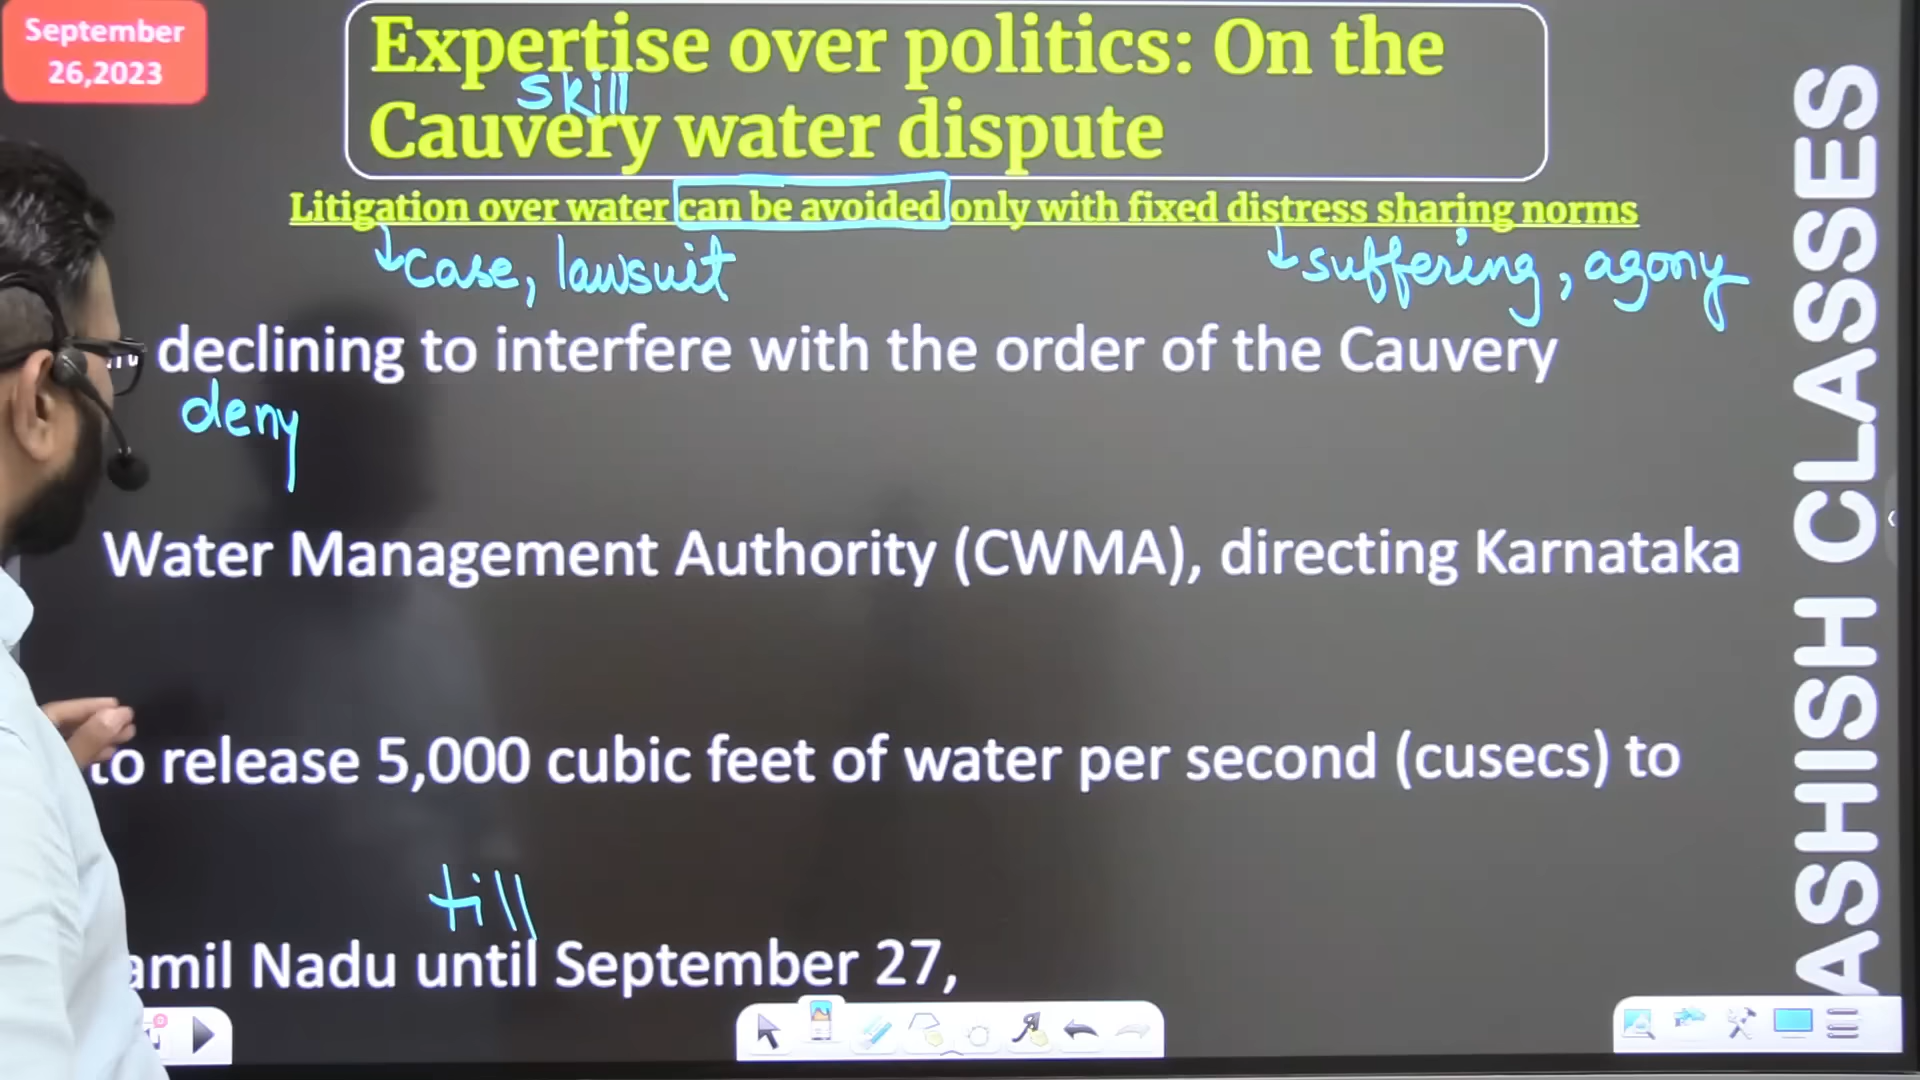 September
26,2023
Expertise over politics: On the
skill
Cauvery water dispute
Litigation over water can be avoided only with fixed distress sharing norms
case, lawsuit
suffering, agony
declining to interfere with the order of the Cauvery
deny
Water Management Authority (CWMA), directing Karnataka
to release 5,000 cubic feet of water per second (cusecs) to
till
amil Nadu until September 27,
ASHISH CLASSES